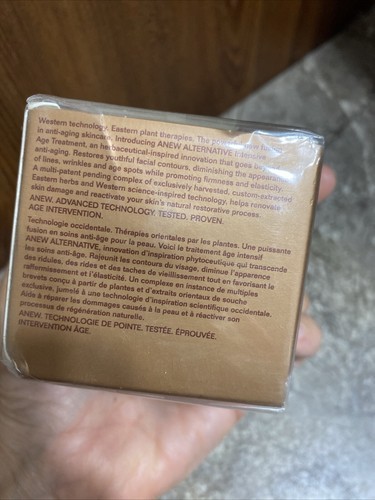 Western technology. Eastern plant therapies. The
in anti-aging skincare. Introducing ANEW ALTERNATIVE
Age Treatment, an herbaceutical-inspired innovation that goes
anti-aging. Restores youthful facial contours, diminishing the appearance
of lines, wrinkles and age spots while promoting firmness and elasticity.
A multi-patent pending complex of exclusively harvested, custom-extracted
Eastern herbs and Western science-inspired technology, helps renovate
skin damage and reactivate your skin's natural restorative process.
ANEW. ADVANCED TECHNOLOGY. TESTED. PROVEN.
AGE INTERVENTION.
Technologie occidentale. Thérapies orientales par les plantes. Une puissante
fusion en soins anti-âge pour la peau. Voici le traitement âge intensif
ANEW ALTERNATIVE, innovation d'inspiration phytoceutique qui transcende
les soins anti-âge. Rajeunit les contours du visage, diminue l'apparence
des ridules, des rides et des taches de vieillissement tout en favorisant le
raffermissement et l'élasticité. Un complexe en instance de multiples
brevets conçu à partir de plantes et d'extraits orientaux de souche
exclusive, jumelé à une technologie d'inspiration scientifique occidentale.
Aide à réparer les dommages causés à la peau et à réactiver son
processus de régénération naturelle.
ANEW. TECHNOLOGIE DE POINTE. TESTÉE. ÉPROUVÉE.
INTERVENTION ÂGE.